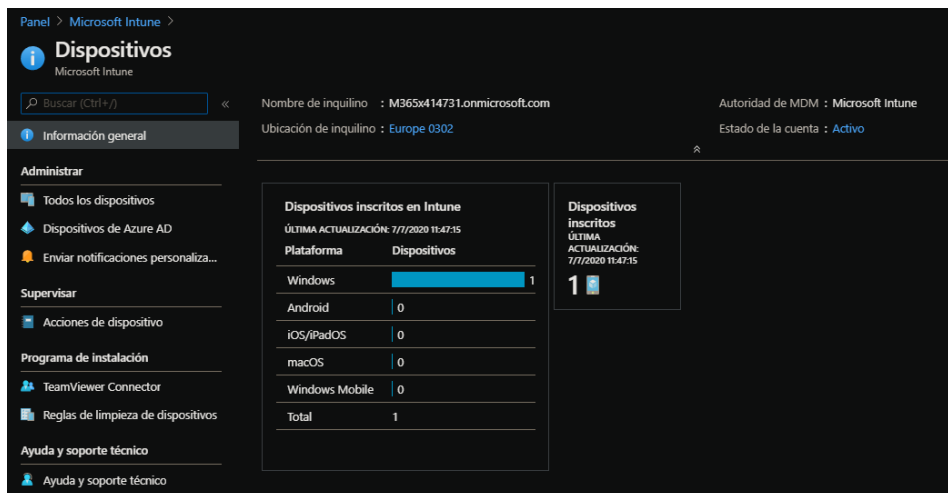 Panel > Microsoft Intune >
Dispositivos
Microsoft Intune
Buscar (Ctrl+/)
«
Información general
Administrar
Todos los dispositivos
Dispositivos de Azure AD
Enviar notificaciones personaliza...
Supervisar
Acciones de dispositivo
Programa de instalación
TeamViewer Connector
Reglas de limpieza de dispositivos
Ayuda y soporte técnico
Ayuda y soporte técnico
Nombre de inquilino : M365x414731.onmicrosoft.com
Ubicación de inquilino : Europe 0302
Autoridad de MDM : Microsoft Intune
Estado de la cuenta : Activo
Dispositivos inscritos en Intune
ÚLTIMA ACTUALIZACIÓN: 7/7/2020 11:47:15
Plataforma Dispositivos
Windows 1
Android 0
iOS/iPadOS 0
macOS 0
Windows Mobile 0
Total 1
Dispositivos
inscritos
ÚLTIMA
ACTUALIZACIÓN:
7/7/2020 11:47:15
1